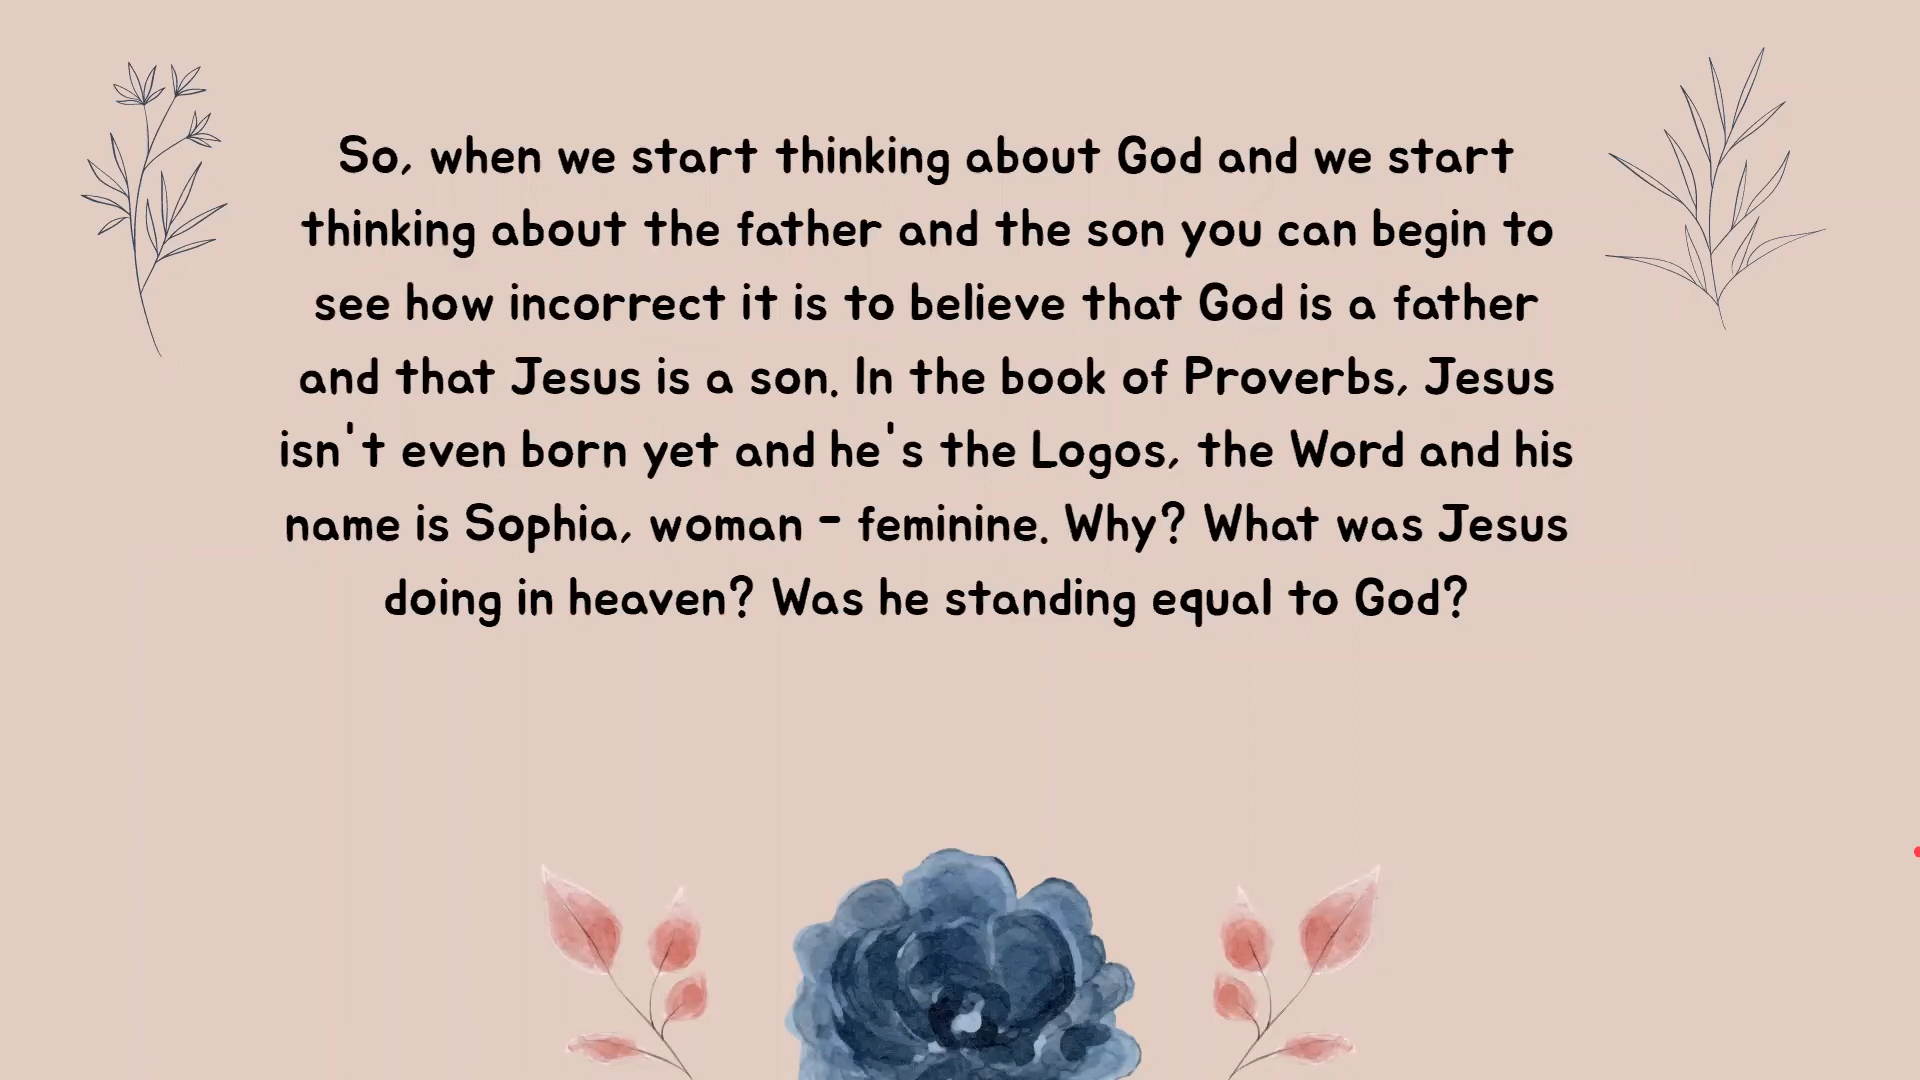 So, when we start thinking about God and we start
thinking about the father and the son you can begin to
see how incorrect it is to believe that God is a father
and that Jesus is a son. In the book of Proverbs, Jesus
isn't even born yet and he's the Logos, the Word and his
name is Sophia, woman - feminine. Why? What was Jesus
doing in heaven? Was he standing equal to God?